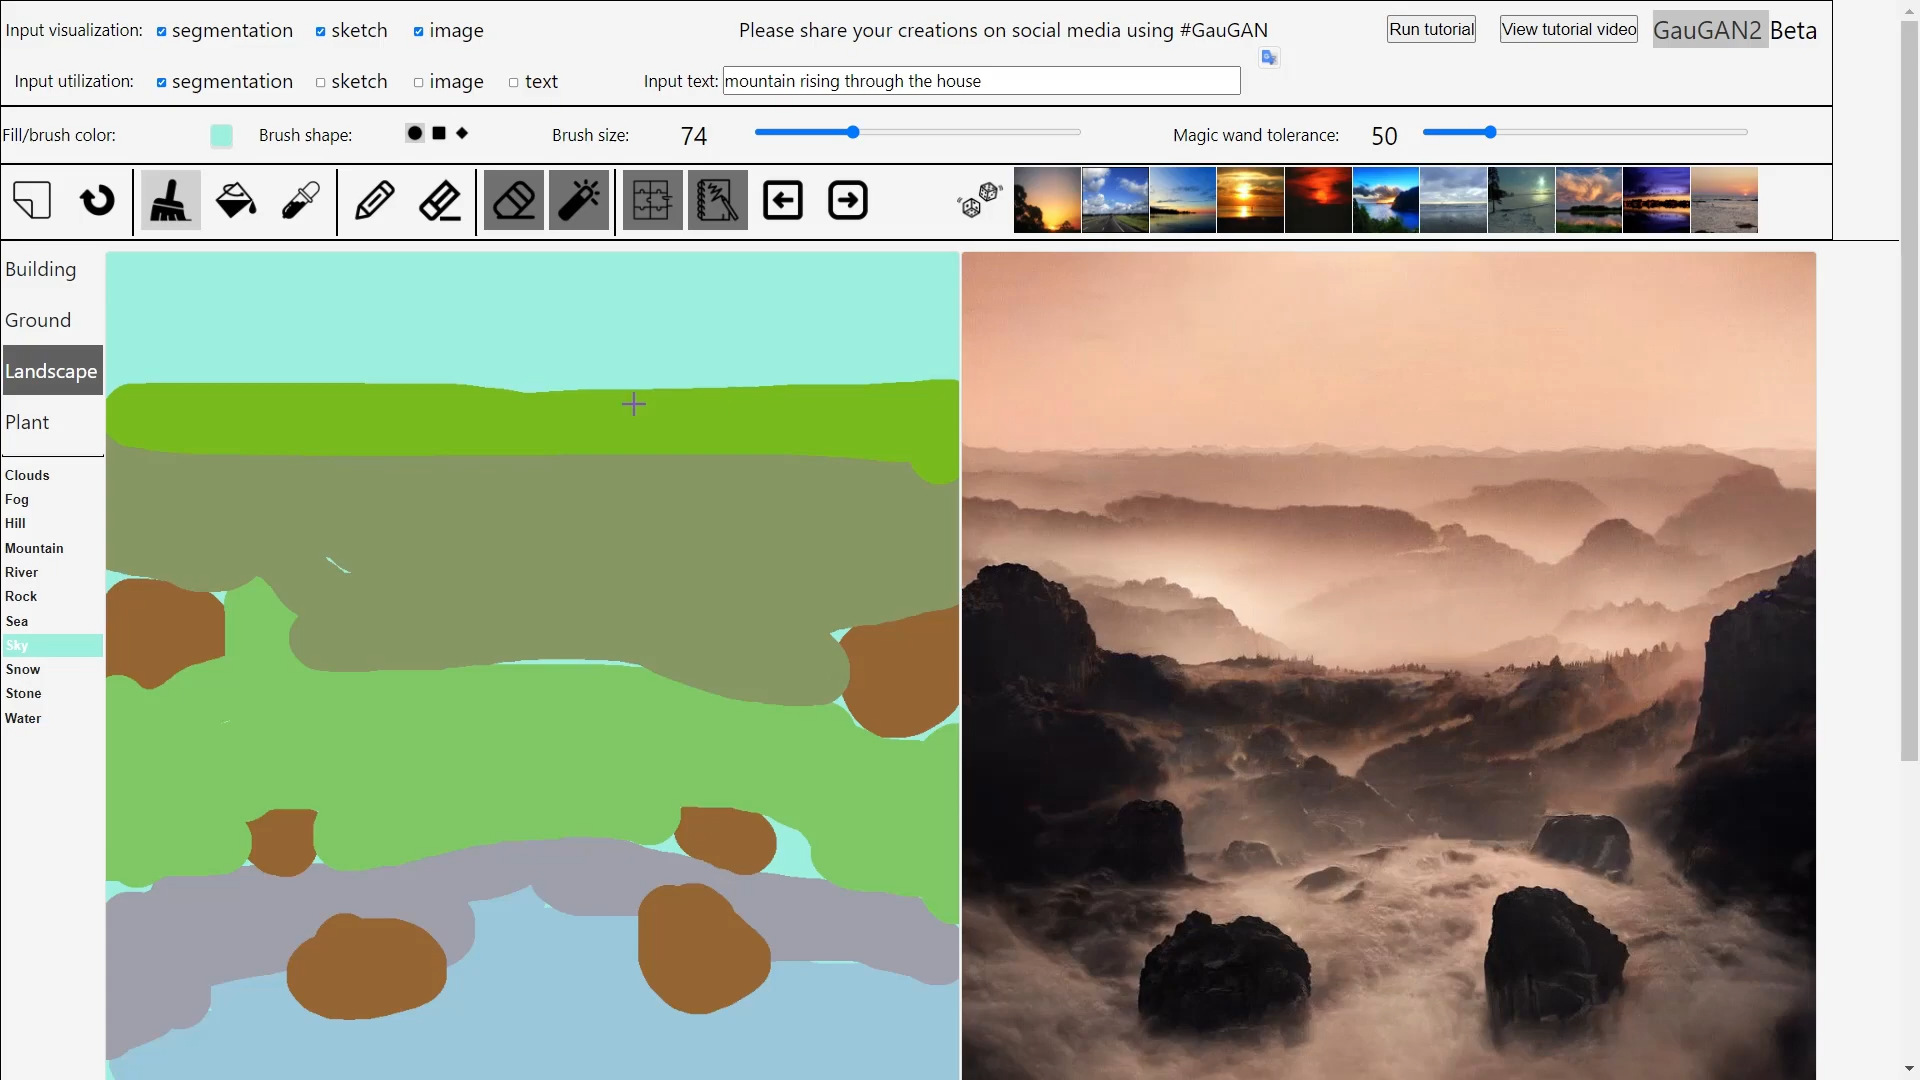 Input visualization: segmentation sketch image Please share your creations on social media using #GauGAN Run tutorial View tutorial video GauGAN2 Beta
Input utilization: segmentation sketch image text Input text: mountain rising through the house
Fill/brush color: Brush shape: Brush size: 74 Magic wand tolerance: 50
Building
Ground
Landscape
Plant
Clouds
Fog
Hill
Mountain
River
Rock
Sea
Sky
Snow
Stone
Water